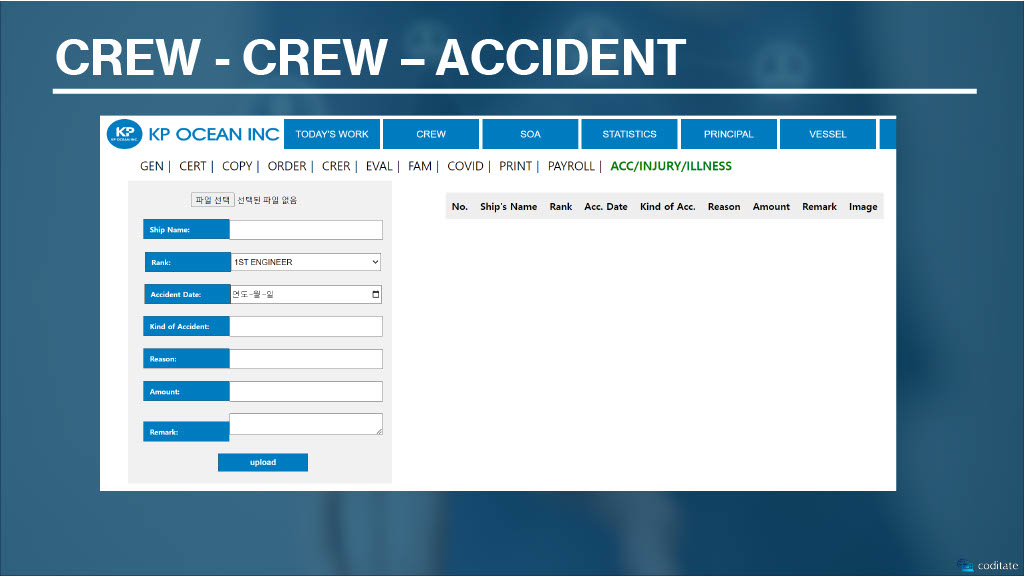 CREW - CREW – ACCIDENT
KP
KP OCEAN INC
KP OCEAN INC
TODAY'S WORK
CREW
SOA
STATISTICS
PRINCIPAL
VESSEL
GEN | CERT | COPY | ORDER | CRER | EVAL | FAM | COVID | PRINT | PAYROLL | ACC/INJURY/ILLNESS
파일 선택 선택된 파일 없음
Ship Name:
Rank: 1ST ENGINEER
Accident Date: 연도-월-일
Kind of Accident:
Reason:
Amount:
Remark:
upload
No. Ship's Name Rank Acc. Date Kind of Acc. Reason Amount Remark Image
coditate